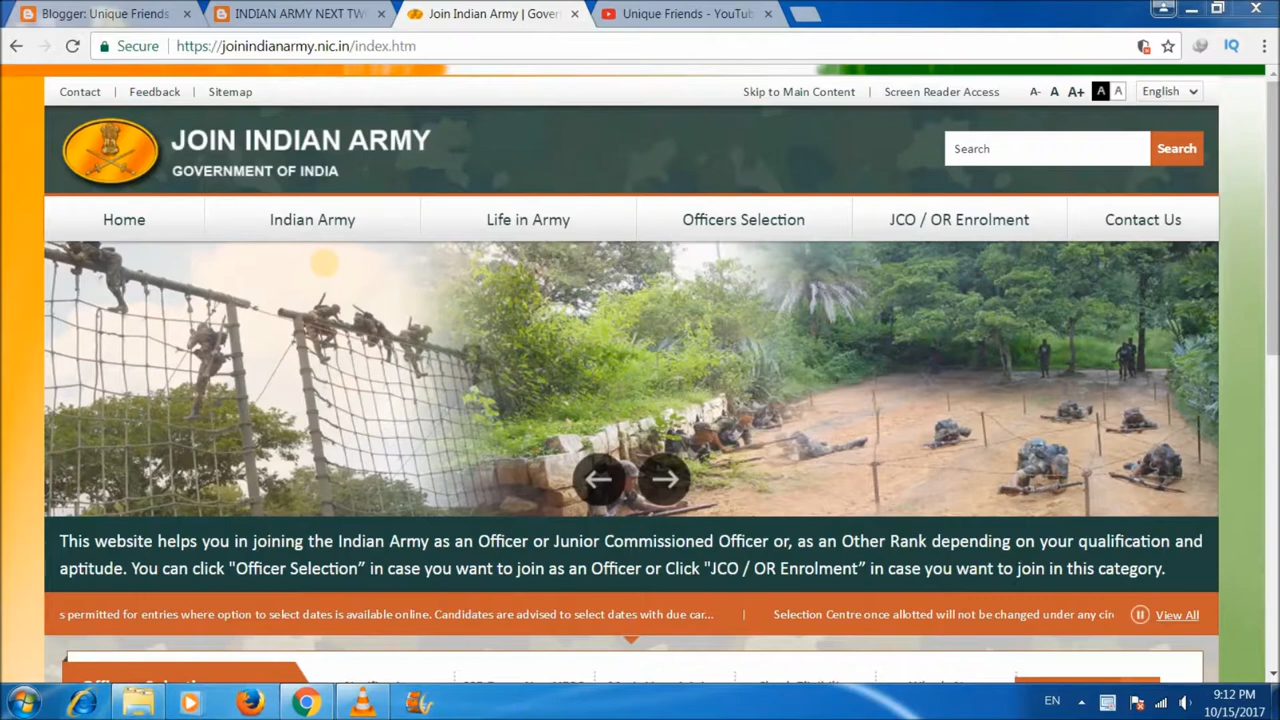 Blogger: Unique Friends
INDIAN ARMY NEXT TW
Join Indian Army | Gover
Unique Friends - YouTub
Secure
https://joinindianarmy.nic.in/index.htm
IQ
Contact | Feedback | Sitemap
Skip to Main Content | Screen Reader Access
A- A A+ A A English
JOIN INDIAN ARMY
GOVERNMENT OF INDIA
Search Search
Home Indian Army Life in Army Officers Selection JCO / OR Enrolment Contact Us
This website helps you in joining the Indian Army as an Officer or Junior Commissioned Officer or, as an Other Rank depending on your qualification and
aptitude. You can click "Officer Selection” in case you want to join as an Officer or Click "JCO / OR Enrolment” in case you want to join in this category.
s permitted for entries where option to select dates is available online. Candidates are advised to select dates with due car... | Selection Centre once allotted will not be changed under any cir View All
EN
9:12 PM
10/15/2017